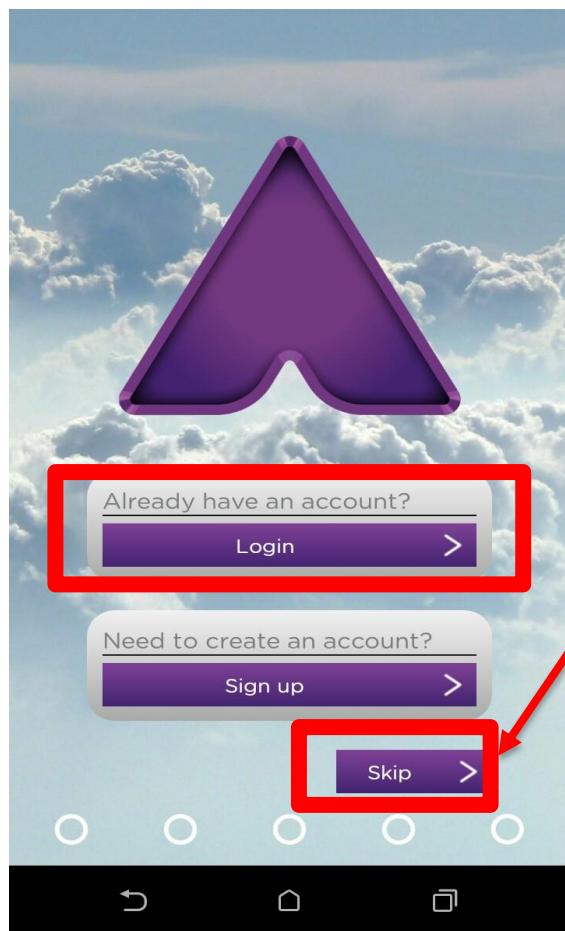 Already have an account?
Login
Need to create an account?
Sign up
Skip